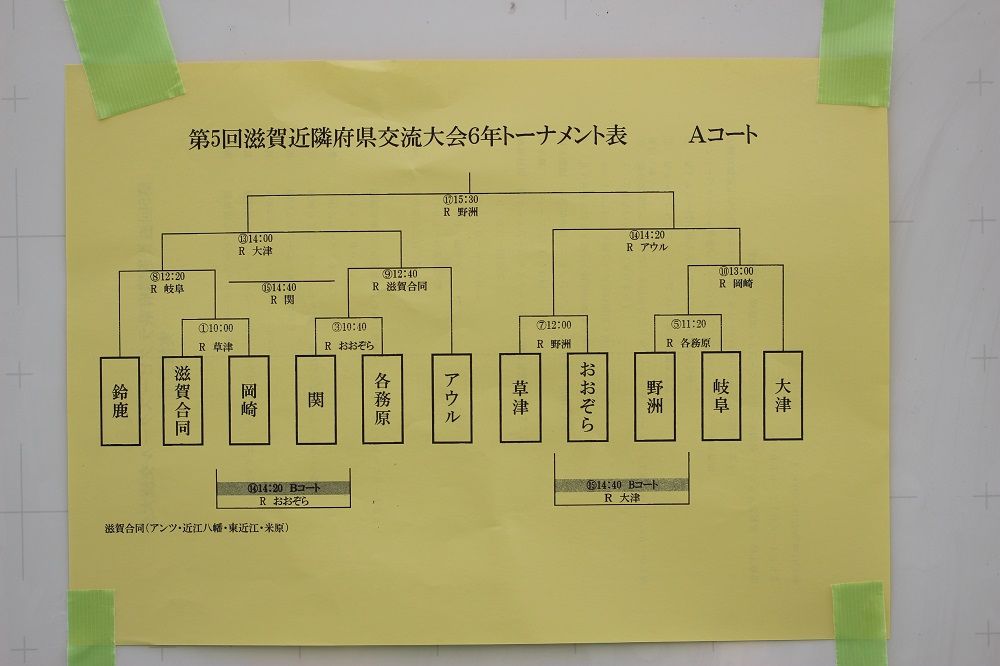 第5回滋賀近隣府県交流大会6年トーナメント表 Aコート
⑰15:30
R 野洲
⑬14:00
R 大津
⑭14:20
R アウル
⑧12:20
R 岐阜
⑮14:40
R 関
⑨12:40
R 滋賀合同
⑩13:00
R 岡崎
①10:00
R 草津
③10:40
R おおぞら
⑦12:00
R 野洲
⑤11:20
R 各務原
鈴鹿
滋賀合同
岡崎
関
各務原
アウル
草津
おおぞら
野洲
岐阜
大津
⑭14:20 Bコート
R おおぞら
⑮14:40 Bコート
R 大津
滋賀合同(アンツ・近江八幡・東近江・米原)